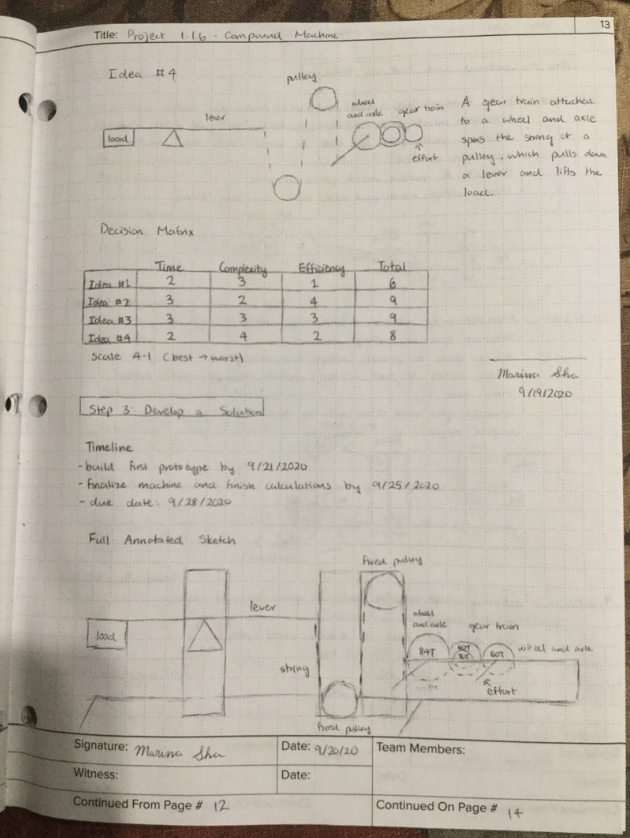 13
Title: Project 1.1.6 - Compound Machine
Idea #4
pulley
wheel
and axle
gear train
lever
load
effort
A gear train attached
to a wheel and axle
spins the string of a
pulley, which pulls down
a lever and lifts the
load.
Decision Matrix
Time Complexity Efficiency Total
Idea #1 2 3 1 6
Idea #2 3 2 4 9
Idea #3 3 3 3 9
Idea #4 2 4 2 8
Scale 4-1 (best → worst)
Marina Sha
9/19/2020
Step 3: Develop a Solution
Timeline
- build first prototype by 9/21/2020
- finalize machine and finish calculations by 9/25/2020
- due date: 9/28/2020
Full Annotated Sketch
fixed pulley
lever
wheel
and axle
gear train
load
84T
60T
wheel and axle
string
effort
fixed pulley
Signature: Marina Sha
Date: 9/20/20
Team Members:
Witness:
Date:
Continued From Page # 12
Continued On Page # 14